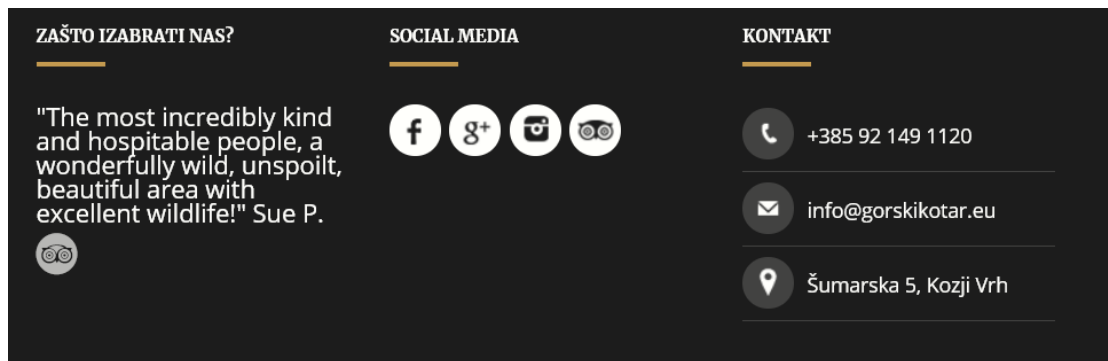 ZAŠTO IZABRATI NAS?
"The most incredibly kind
and hospitable people, a
wonderfully wild, unspoilt,
beautiful area with
excellent wildlife!" Sue P.
SOCIAL MEDIA
f g+
KONTAKT
+385 92 149 1120
info@gorskikotar.eu
Šumarska 5, Kozji Vrh